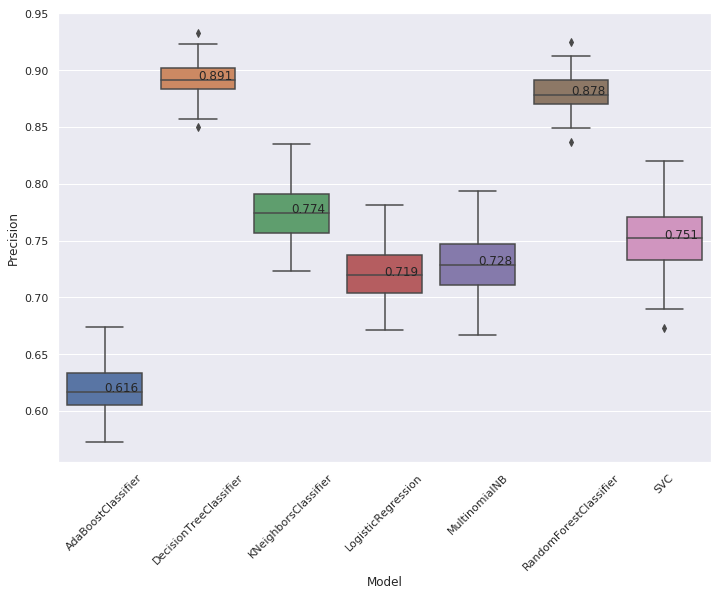 0.95
0.90
0.85
0.80
0.75
0.70
0.65
0.60
Precision
0.616
0.891
0.774
0.719
0.728
0.878
0.751
AdaBoostClassifier
DecisionTreeClassifier
KNeighborsClassifier
LogisticRegression
MultinomialNB
RandomForestClassifier
SVC
Model